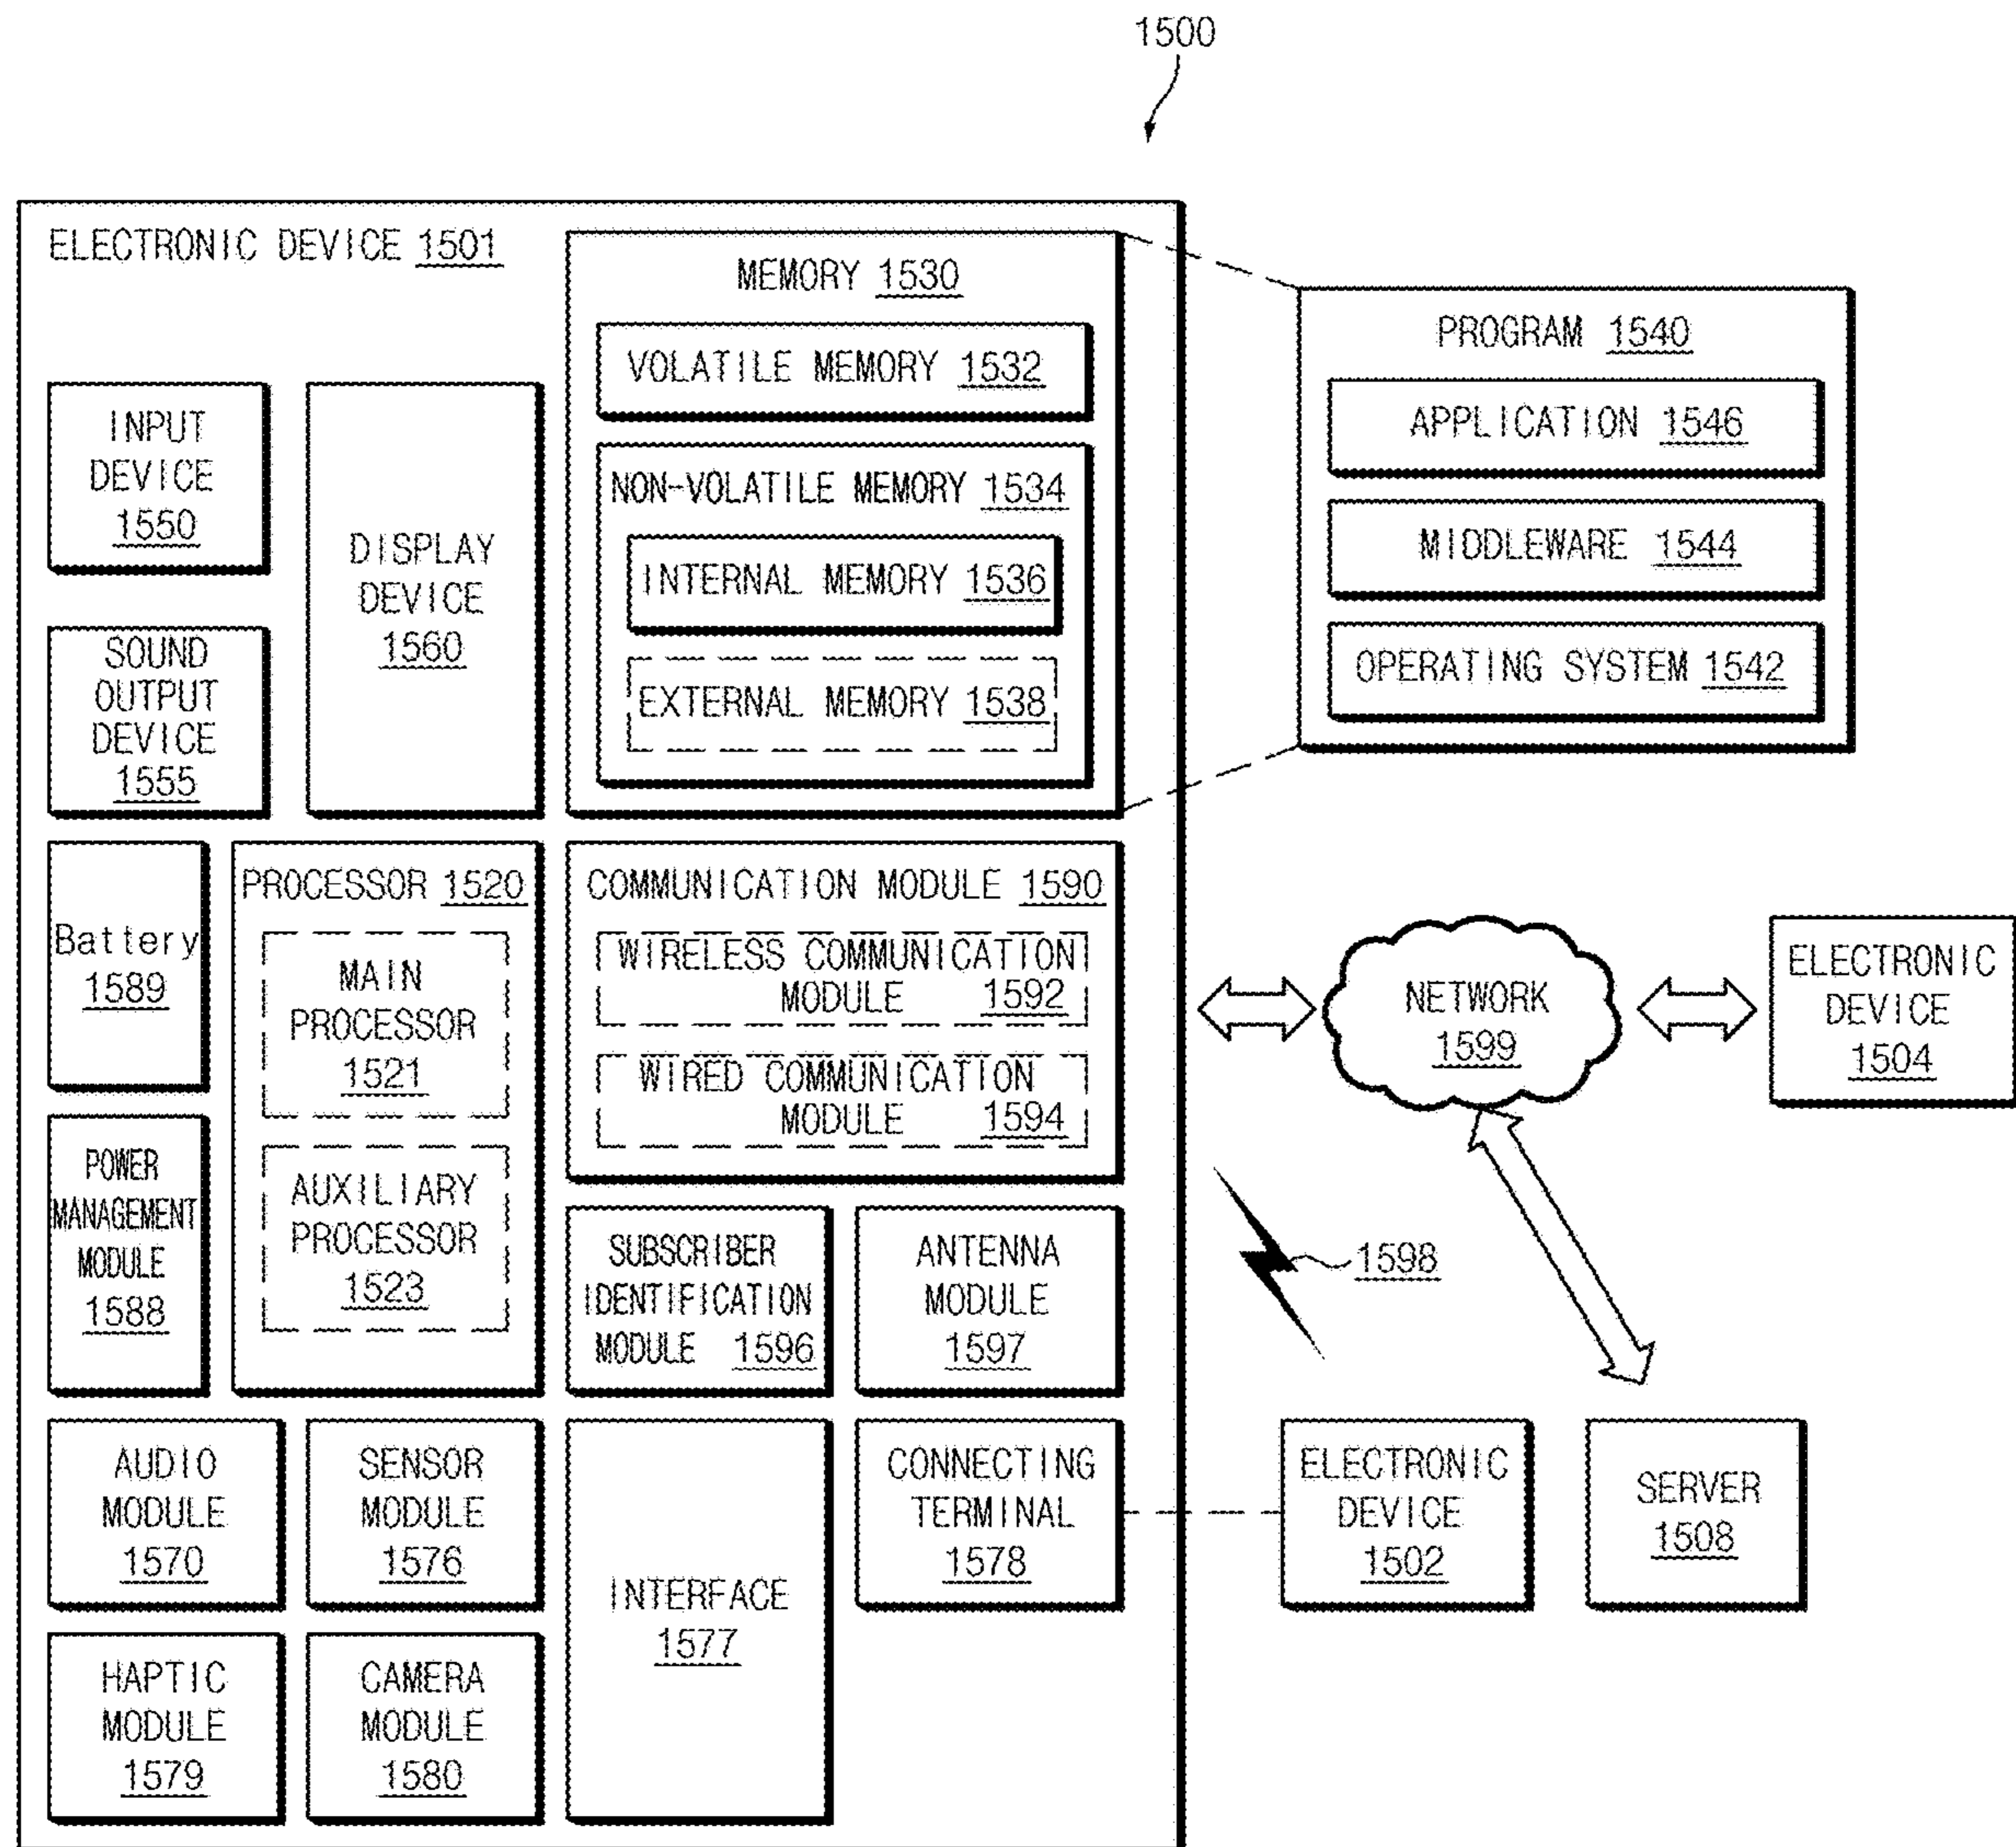 1500
ELECTRONIC DEVICE 1501
INPUT
DEVICE
1550
SOUND
OUTPUT
DEVICE
1555
DISPLAY
DEVICE
1560
MEMORY 1530
VOLATILE MEMORY 1532
NON-VOLATILE MEMORY 1534
INTERNAL MEMORY 1536
EXTERNAL MEMORY 1538
PROGRAM 1540
APPLICATION 1546
MIDDLEWARE 1544
OPERATING SYSTEM 1542
Battery
1589
POWER
MANAGEMENT
MODULE
1588
PROCESSOR 1520
MAIN
PROCESSOR
1521
AUXILIARY
PROCESSOR
1523
COMMUNICATION MODULE 1590
WIRELESS COMMUNICATION
MODULE 1592
WIRED COMMUNICATION
MODULE 1594
SUBSCRIBER
IDENTIFICATION
MODULE 1596
ANTENNA
MODULE
1597
NETWORK
1599
ELECTRONIC
DEVICE
1504
1598
AUDIO
MODULE
1570
SENSOR
MODULE
1576
INTERFACE
1577
CONNECTING
TERMINAL
1578
ELECTRONIC
DEVICE
1502
SERVER
1508
HAPTIC
MODULE
1579
CAMERA
MODULE
1580